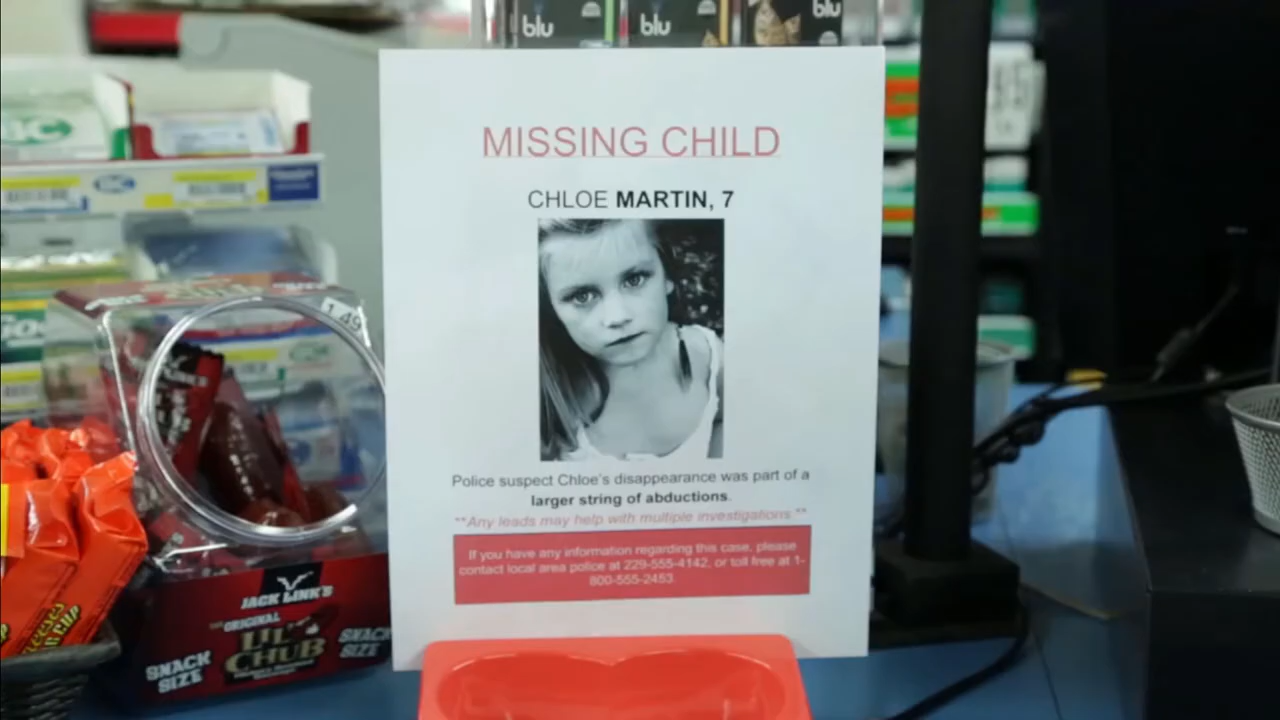 blu
blu
blu
MISSING CHILD
CHLOE MARTIN, 7
Police suspect Chloe's disappearance was part of a
larger string of abductions.
**Any leads may help with multiple investigations.**
If you have any information regarding this case, please
contact local area police at 229-555-4142, or toll free at 1-
800-555-2453.
BiC
1.49
JACK LINK'S
ORIGINAL
LIL'
CHUB
SNACK
SIZE
SNACK
SIZE